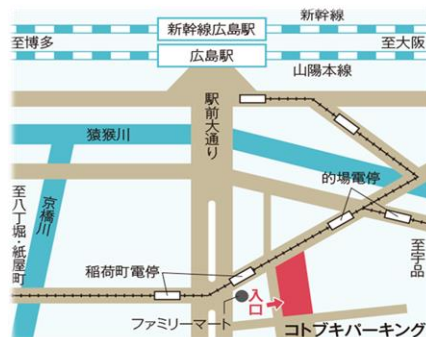 新幹線
新幹線広島駅
至博多
至大阪
広島駅
山陽本線
駅前大通り
猿猴川
的場電停
京橋川
至八丁堀・紙屋町
至宇品
稲荷町電停
入口
ファミリーマート
コトブキパーキング